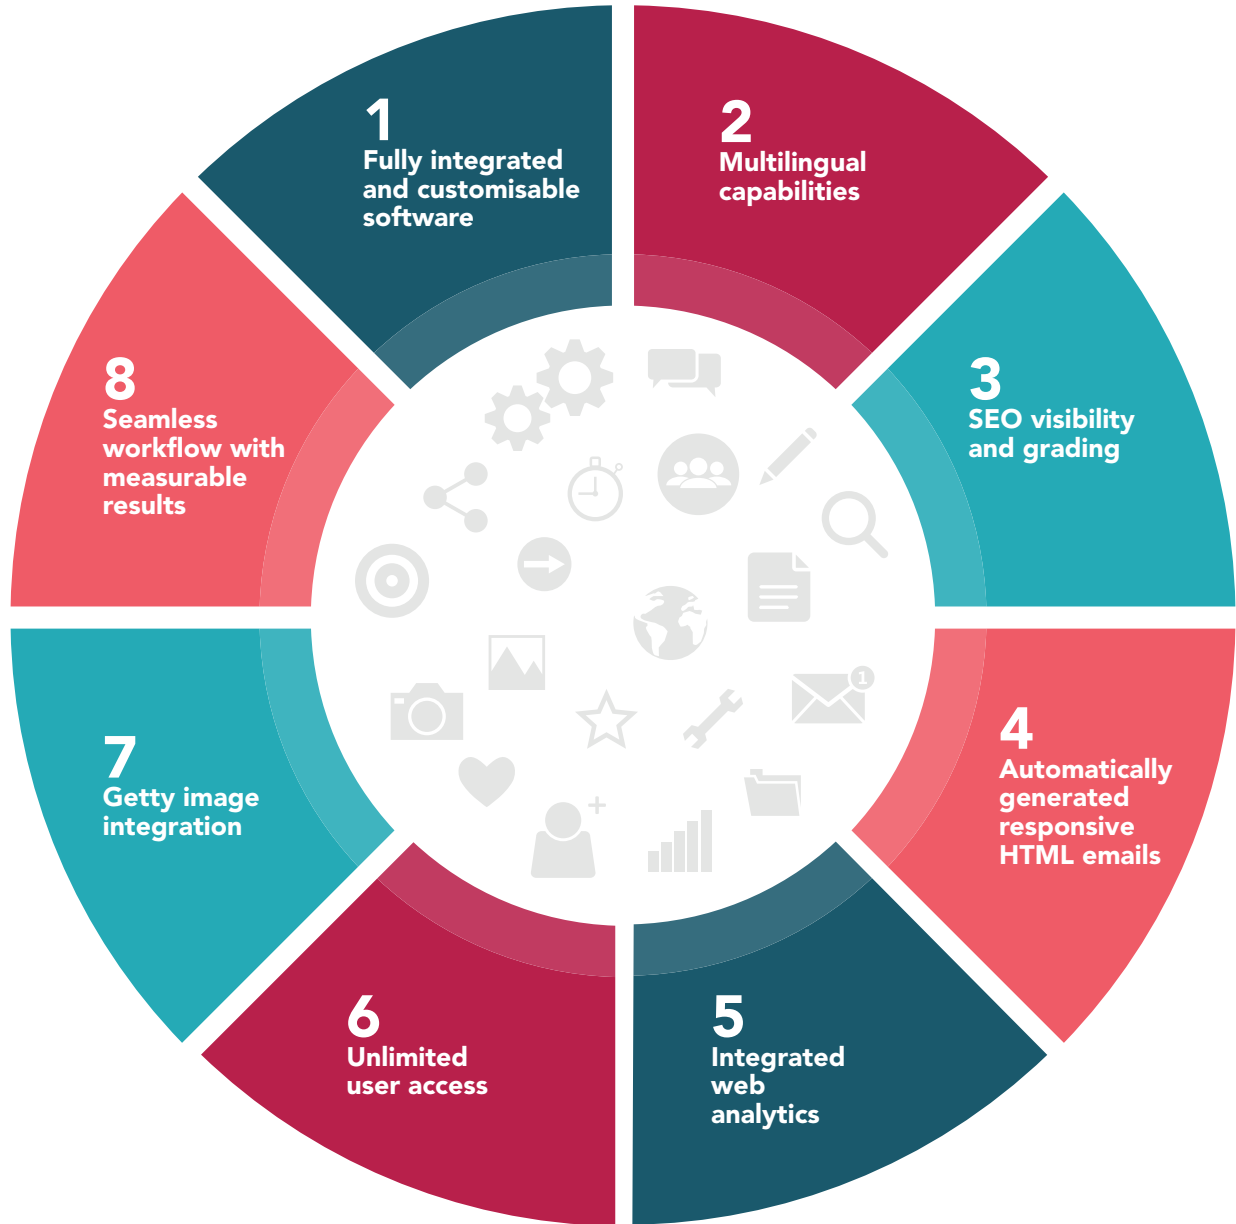 1
Fully integrated
and customisable
software
2
Multilingual
capabilities
3
SEO visibility
and grading
4
Automatically
generated
responsive
HTML emails
5
Integrated
web
analytics
6
Unlimited
user access
7
Getty image
integration
8
Seamless
workflow with
measurable
results
1